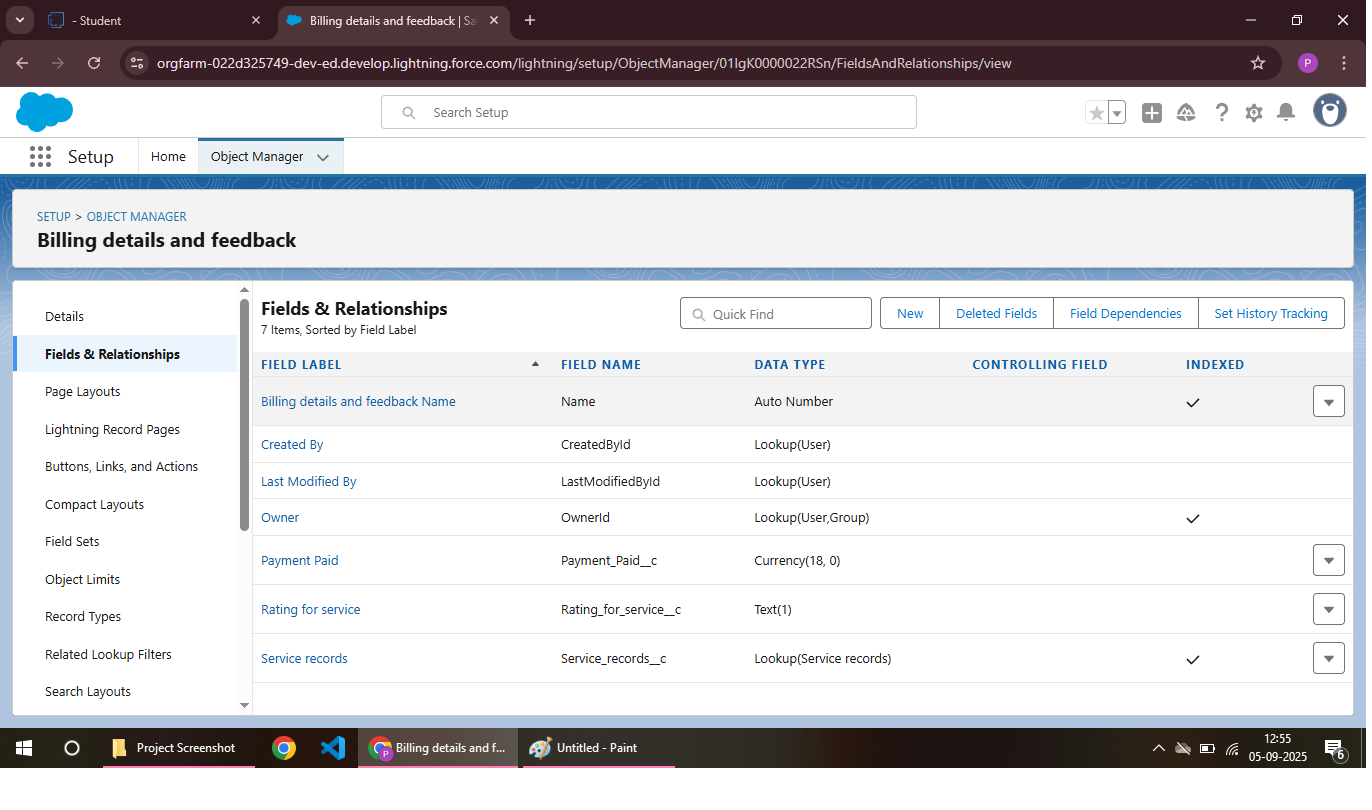 - Student
Billing details and feedback | Sa
orgfarm-022d325749-dev-ed.develop.lightning.force.com/lightning/setup/ObjectManager/01IgK0000022RSn/FieldsAndRelationships/view
P
Search Setup
Setup
Home
Object Manager
SETUP > OBJECT MANAGER
Billing details and feedback
Details
Fields & Relationships
Page Layouts
Lightning Record Pages
Buttons, Links, and Actions
Compact Layouts
Field Sets
Object Limits
Record Types
Related Lookup Filters
Search Layouts
Fields & Relationships
7 Items, Sorted by Field Label
Quick Find
New
Deleted Fields
Field Dependencies
Set History Tracking
FIELD LABEL FIELD NAME DATA TYPE CONTROLLING FIELD INDEXED
Billing details and feedback Name Name Auto Number
Created By CreatedById Lookup(User)
Last Modified By LastModifiedById Lookup(User)
Owner OwnerId Lookup(User,Group)
Payment Paid Payment_Paid__c Currency(18, 0)
Rating for service Rating_for_service__c Text(1)
Service records Service_records__c Lookup(Service records)
Project Screenshot
P
Billing details and f...
Untitled - Paint
12:55
05-09-2025
6